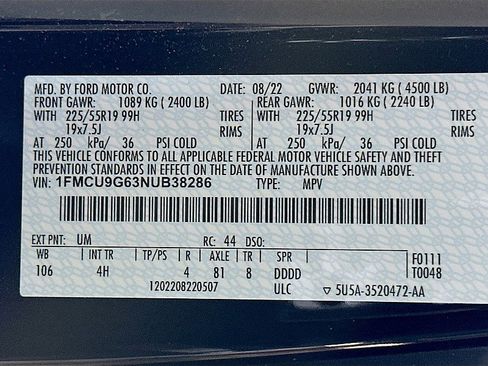 MFD. BY FORD MOTOR CO. DATE: 08/22 GVWR: 2041 KG (4500 LB)
FRONT GAWR: 1089 KG (2400 LB) REAR GAWR: 1016 KG (2240 LB)
WITH 225/55R19 99H TIRES WITH 225/55R19 99H TIRES
19x7.5J RIMS 19x7.5J RIMS
AT 250 kPa/ 36 PSI COLD AT 250 kPa/ 36 PSI COLD
THIS VEHICLE CONFORMS TO ALL APPLICABLE FEDERAL MOTOR VEHICLE SAFETY AND THEFT
PREVENTION STANDARDS IN EFFECT ON THE DATE OF MANUFACTURE SHOWN ABOVE.
VIN: 1FMCU9G63NUB38286 TYPE: MPV
EXT PNT: UM RC: 44 DSO:
WB INT TR TP/PS R AXLE TR SPR F0111
106 4H 4 81 8 DDDD T0048
1202208220507 ULC ▽ 5U5A-3520472-AA